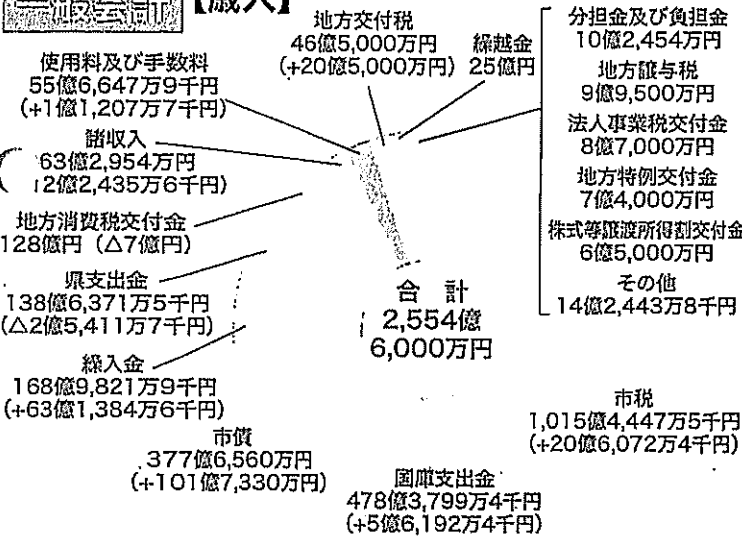 一般会計【歳入】
地方交付税
46億5,000万円
(+20億5,000万円)
繰越金
25億円
分担金及び負担金
10億2,454万円
地方譲与税
9億9,500万円
法人事業税交付金
8億7,000万円
地方特例交付金
7億4,000万円
株式等譲渡所得割交付金
6億5,000万円
その他
14億2,443万8千円
使用料及び手数料
55億6,647万9千円
(+1億1,207万7千円)
諸収入
63億2,954万円
2億2,435万6千円)
地方消費税交付金
128億円 (△7億円)
県支出金
138億6,371万5千円
(△2億5,411万7千円)
繰入金
168億9,821万9千円
(+63億1,384万6千円)
合計
2,554億
6,000万円
市税
1,015億4,447万5千円
(+20億6,072万4千円)
市債
377億6,560万円
(+101億7,330万円)
国庫支出金
478億3,799万4千円
(+5億6,192万4千円)